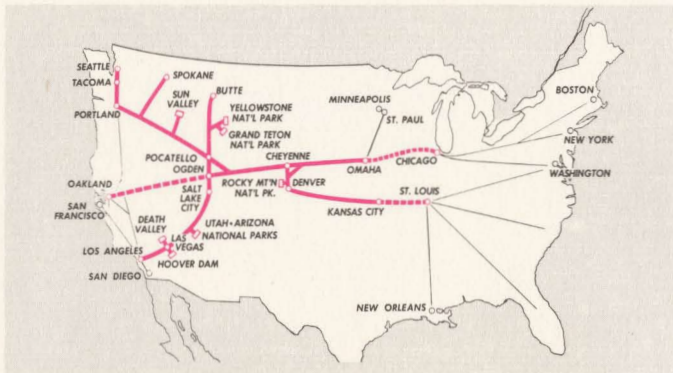 SEATTLE
TACOMA
PORTLAND
SPOKANE
SUN
VALLEY
BUTTE
YELLOWSTONE
NAT'L PARK
GRAND TETON
NAT'L PARK
POCATELLO
OGDEN
SALT
LAKE
CITY
OAKLAND
SAN
FRANCISCO
DEATH
VALLEY
LAS
VEGAS
UTAH-ARIZONA
NATIONAL PARKS
LOS ANGELES
HOOVER DAM
SAN DIEGO
CHEYENNE
ROCKY MT'N
NAT'L PK.
DENVER
MINNEAPOLIS
ST. PAUL
OMAHA
CHICAGO
KANSAS CITY
ST. LOUIS
NEW ORLEANS
BOSTON
NEW YORK
WASHINGTON